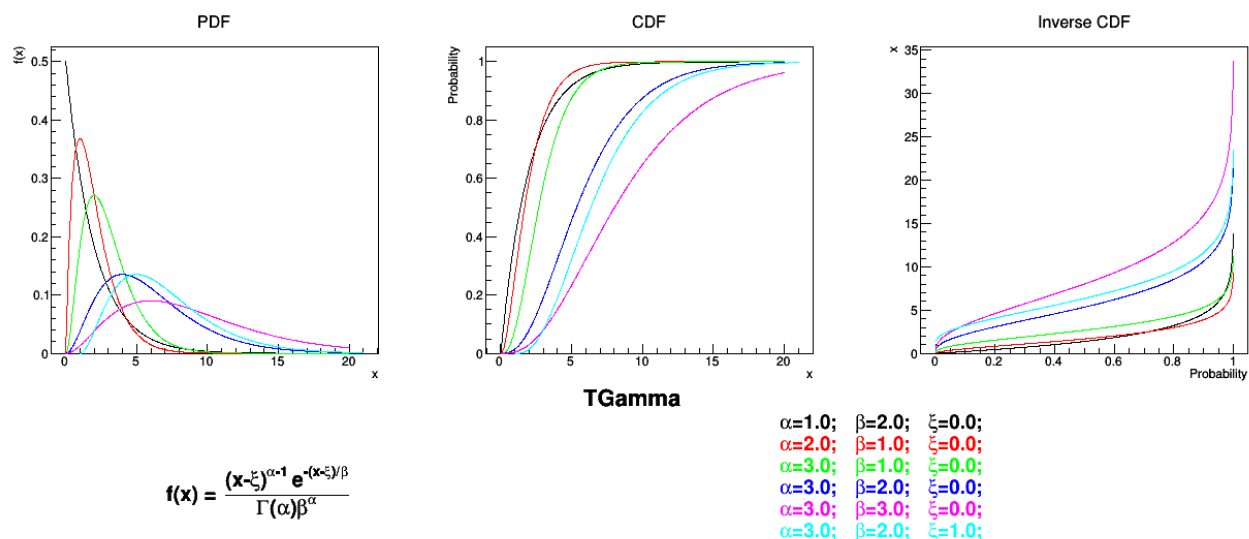 PDF
CDF
Inverse CDF
f(x)
0.5
0.4
0.3
0.2
0.1
0
0 5 10 15 20
x
Probability
1
0.8
0.6
0.4
0.2
0
0 5 10 15 20
x
x
35
30
25
20
15
10
5
0
0 0.2 0.4 0.6 0.8 1
Probability
TGamma
α=1.0; β=2.0; ξ=0.0;
α=2.0; β=1.0; ξ=0.0;
α=3.0; β=1.0; ξ=0.0;
α=3.0; β=2.0; ξ=0.0;
α=3.0; β=3.0; ξ=0.0;
α=3.0; β=2.0; ξ=1.0;
f(x) = (x-ξ)^α-1 e^-(x-ξ)/β / Γ(α)β^α